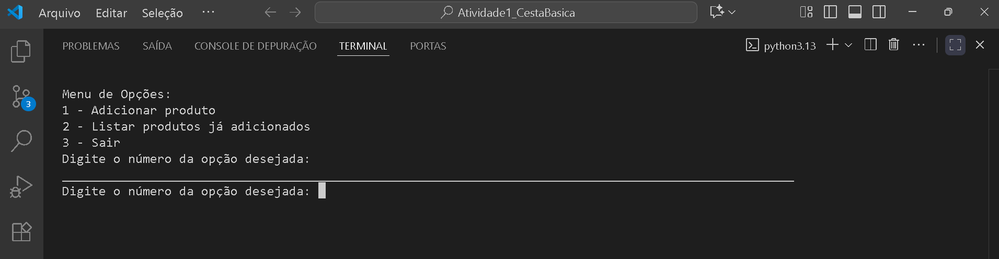 Arquivo Editar Seleção ···
Atividade1_CestaBasica
PROBLEMAS SAÍDA CONSOLE DE DEPURAÇÃO TERMINAL PORTAS
python3.13
3
Menu de Opções:
1 - Adicionar produto
2 - Listar produtos já adicionados
3 - Sair
Digite o número da opção desejada:
Digite o número da opção desejada: